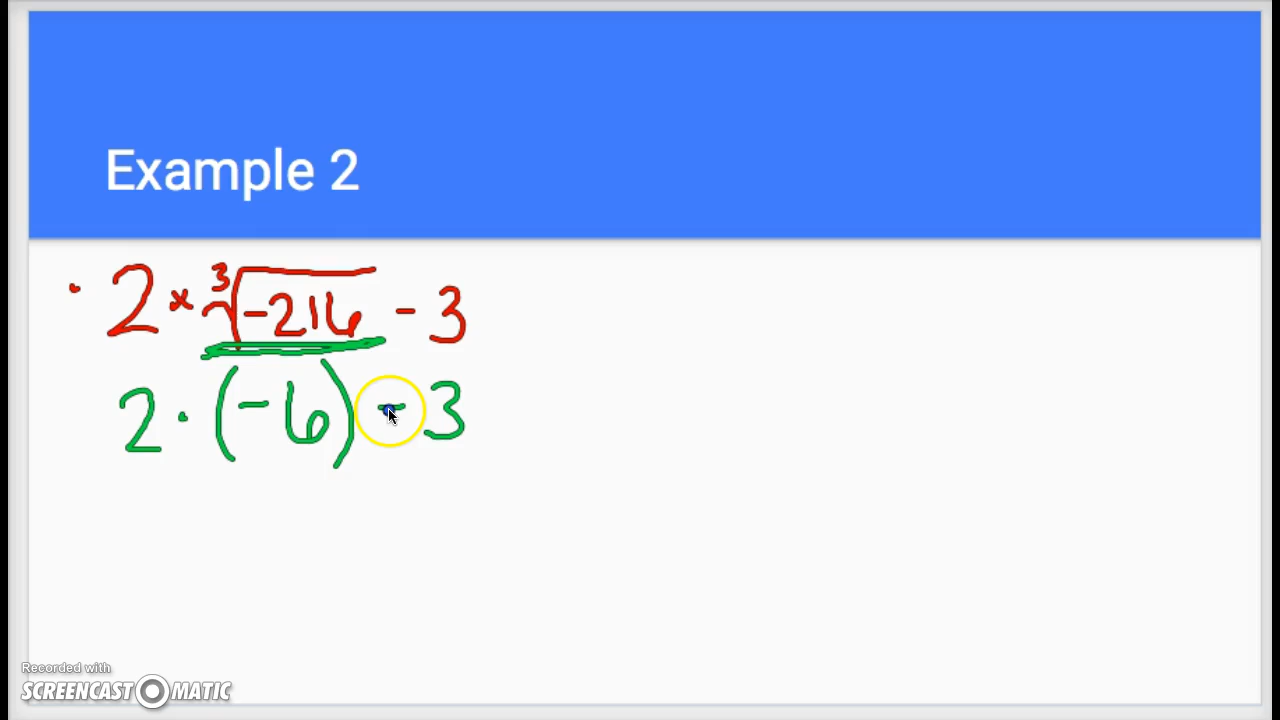 Example 2
· 2 × ∛-216 - 3
2 · (-6) - 3
Recorded with
SCREENCAST-O-MATIC